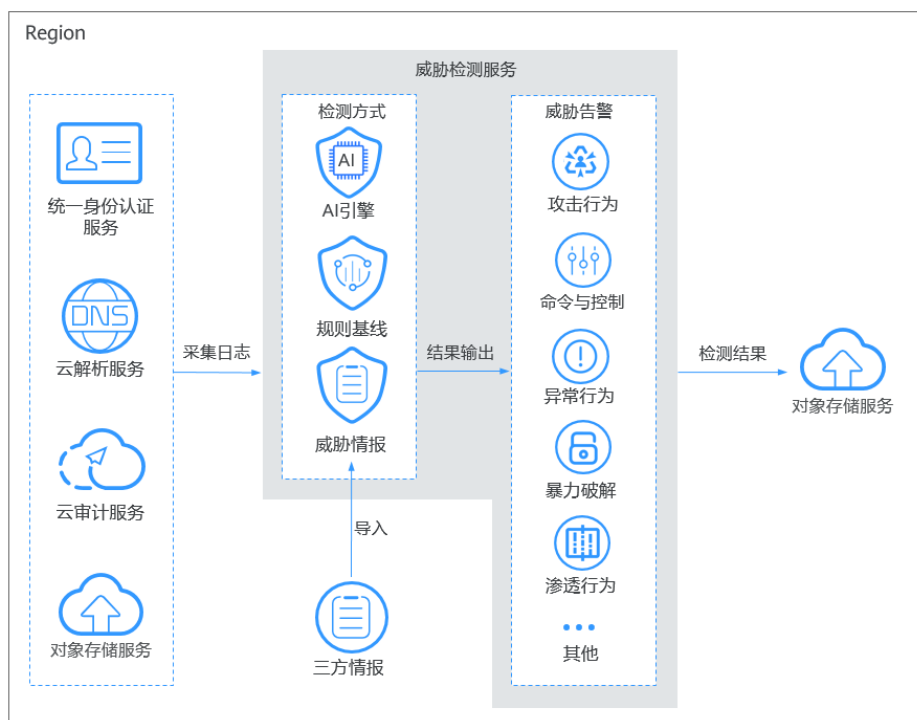 Region
威胁检测服务
统一身份认证
服务
DNS
云解析服务
云审计服务
对象存储服务
采集日志
检测方式
AI
AI引擎
规则基线
威胁情报
导入
三方情报
结果输出
威胁告警
攻击行为
命令与控制
异常行为
暴力破解
渗透行为
其他
检测结果
对象存储服务